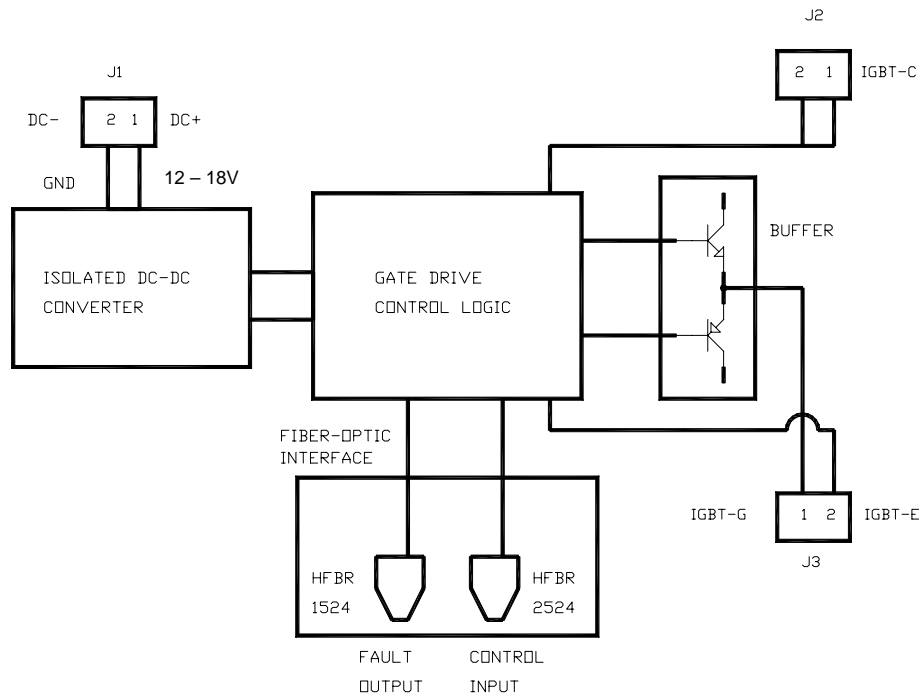 J2
2 1 IGBT-C
J1
DC- 2 1 DC+
GND 12 – 18V
BUFFER
ISOLATED DC-DC
CONVERTER
GATE DRIVE
CONTROL LOGIC
FIBER-OPTIC
INTERFACE
IGBT-G 1 2 IGBT-E
J3
HFBR
1524
HFBR
2524
FAULT
OUTPUT
CONTROL
INPUT